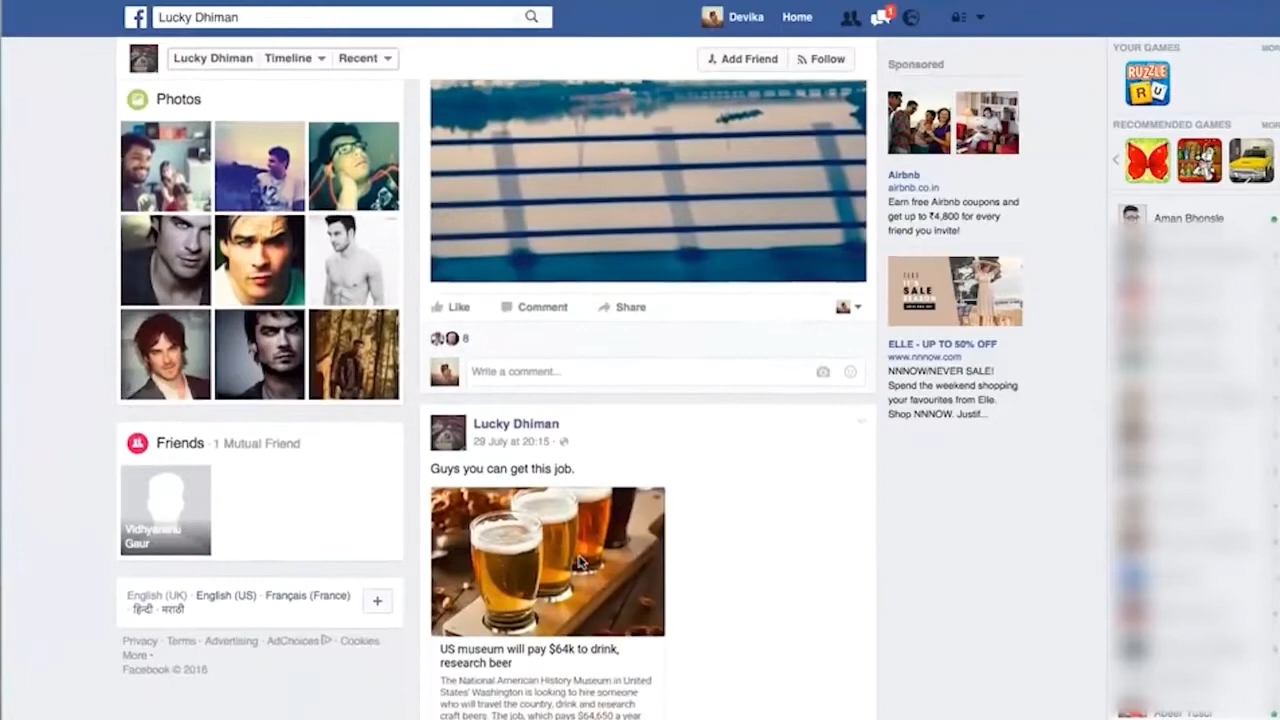 Lucky Dhiman
Devika
Home
1
Lucky Dhiman
Timeline
Recent
Add Friend
Follow
Photos
Like
Comment
Share
8
Write a comment...
Lucky Dhiman
29 July at 20:15
Guys you can get this job.
US museum will pay $64k to drink,
research beer
The National American History Museum in United
States' Washington is looking to hire someone
who will travel the country, drink and research
craft beers. The job, which pays $64,650 a year
Friends · 1 Mutual Friend
Gaur
English (UK) · English (US) · Français (France)
· हिन्दी · मराठी
Privacy · Terms · Advertising · AdChoices · Cookies
More
Facebook © 2016
Sponsored
Airbnb
airbnb.co.in
Earn free Airbnb coupons and
get up to ₹4,800 for every
friend you invite!
ELLE
IT'S
SALE
SEASON
ELLE - UP TO 50% OFF
www.nnnow.com
NNNOW/NEVER SALE!
Spend the weekend shopping
your favourites from Elle.
Shop NNNOW. Justif...
YOUR GAMES
MOR
RUZZLE
R U
RECOMMENDED GAMES
MOR
Aman Bhonsle